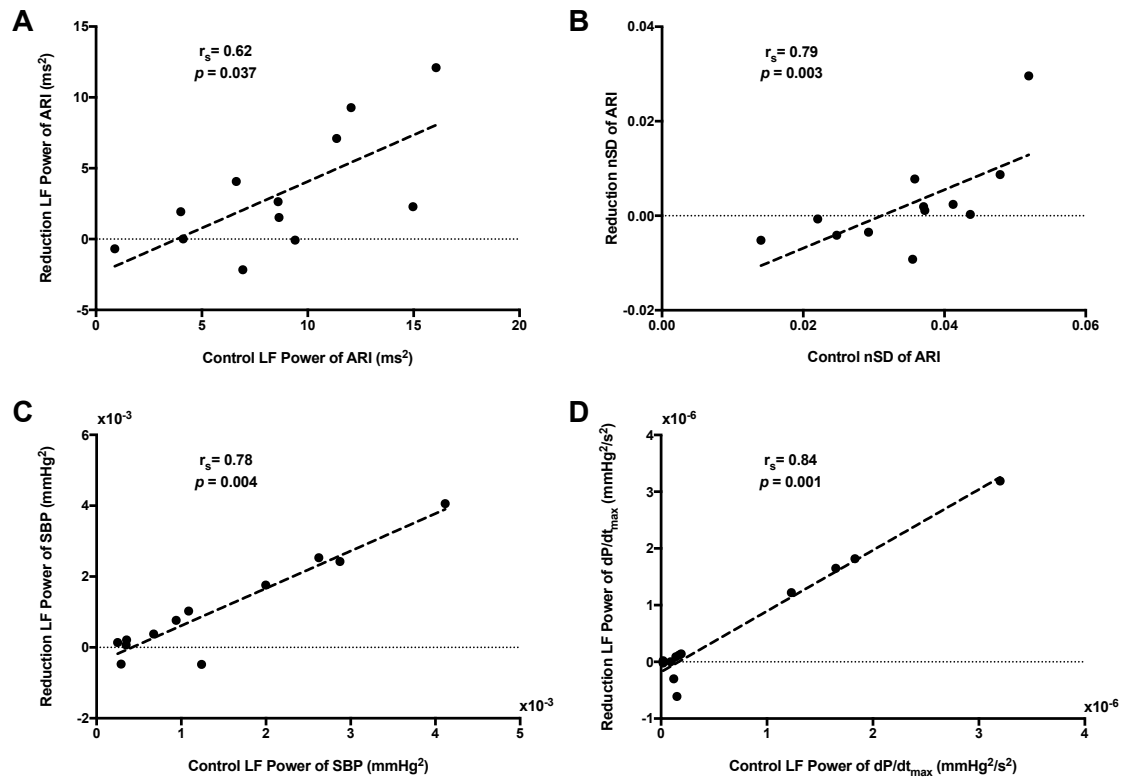 A
r_s= 0.62
p = 0.037
Reduction LF Power of ARI (ms²)
15
10
5
0
-5
0 5 10 15 20
Control LF Power of ARI (ms²)
B
r_s= 0.79
p = 0.003
Reduction nSD of ARI
0.04
0.02
0.00
-0.02
0.00 0.02 0.04 0.06
Control nSD of ARI
C
x10⁻³
r_s= 0.78
p = 0.004
Reduction LF Power of SBP (mmHg²)
6
4
2
0
-2
0 1 2 3 4 5
x10⁻³
Control LF Power of SBP (mmHg²)
D
x10⁻⁶
r_s= 0.84
p = 0.001
Reduction LF Power of dP/dt_max (mmHg²/s²)
4
3
2
1
0
-1
0 1 2 3 4
x10⁻⁶
Control LF Power of dP/dt_max (mmHg²/s²)